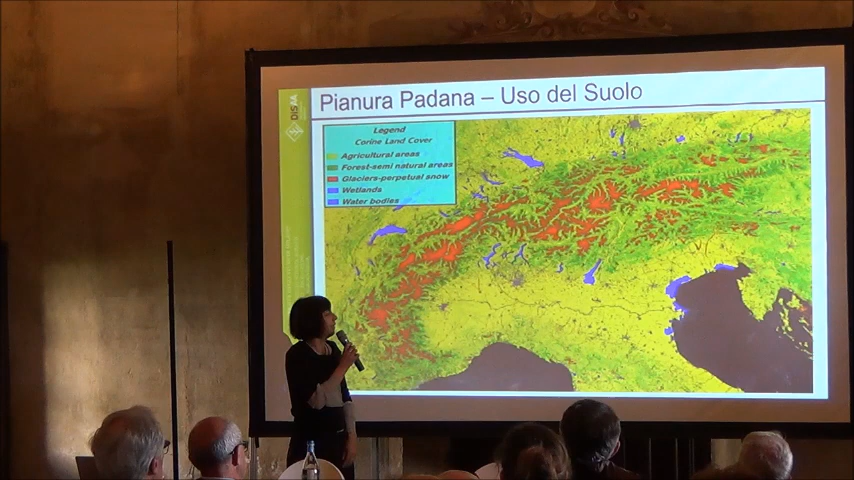 Pianura Padana – Uso del Suolo
DISAA
Legend
Corine Land Cover
Agricultural areas
Forest-semi natural areas
Glaciers-perpetual snow
Wetlands
Water bodies